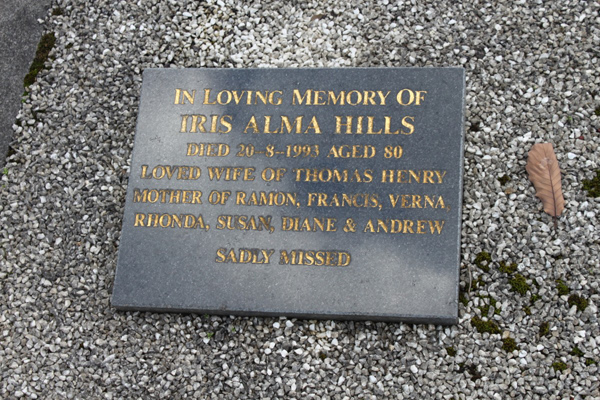 IN LOVING MEMORY OF
IRIS ALMA HILLS
DIED 20-8-1993 AGED 80
LOVED WIFE OF THOMAS HENRY
MOTHER OF RAMON, FRANCIS, VERNA
RHONDA, SUSAN, DIANE & ANDREW
SADLY MISSED